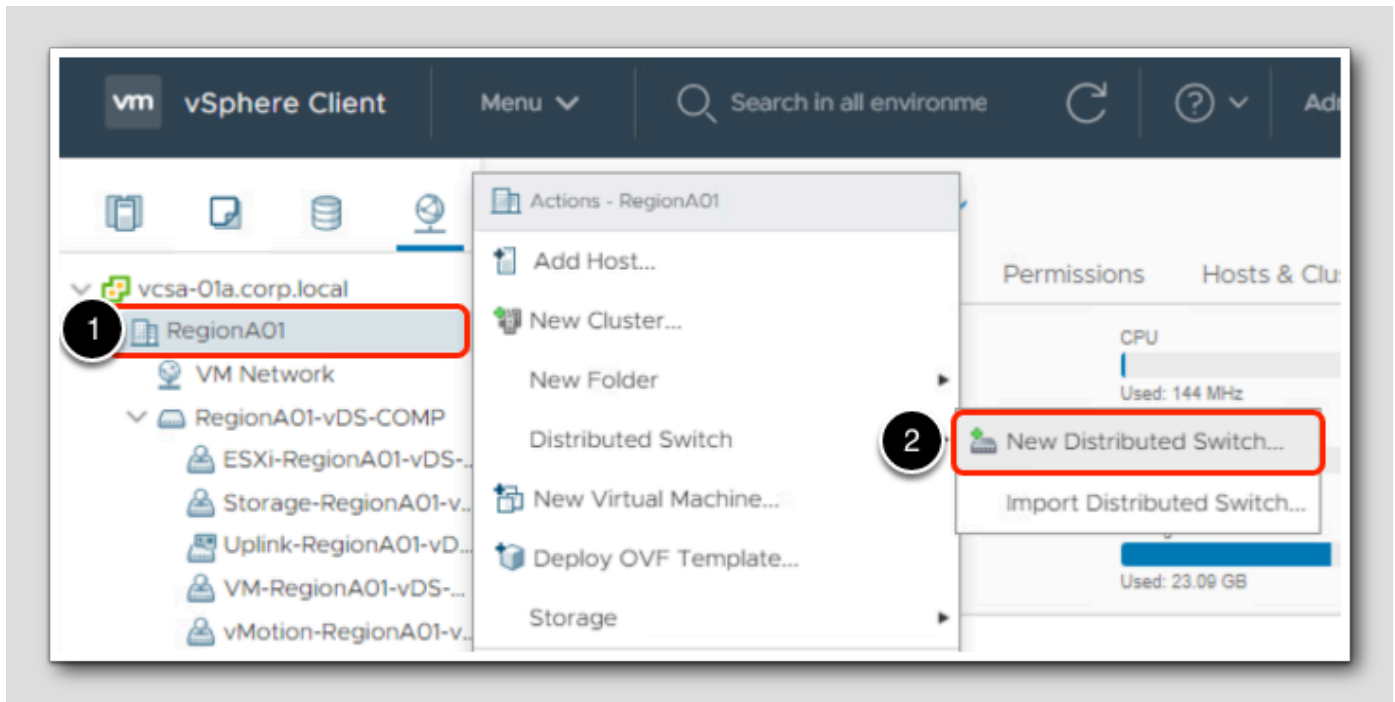 vm vSphere Client Menu Search in all environme ? Adr
Actions - RegionA01
Add Host...
New Cluster...
New Folder
Distributed Switch
New Virtual Machine...
Deploy OVF Template...
Storage
vcsa-01a.corp.local
1 RegionA01
VM Network
RegionA01-vDS-COMP
ESXi-RegionA01-vDS-...
Storage-RegionA01-v...
Uplink-RegionA01-vD...
VM-RegionA01-vDS-...
vMotion-RegionA01-v...
Permissions Hosts & Clu
CPU
Used: 144 MHz
2 New Distributed Switch...
Import Distributed Switch...
Used: 23.09 GB